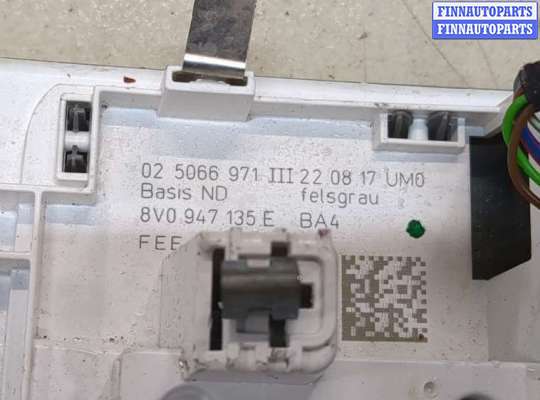 FINNAUTOPARTS
FINNAUTOPARTS
02 5066 971 III 22 08 17 UM0
Basis ND felsgrau
8V0 947 135 E BA4
FEE